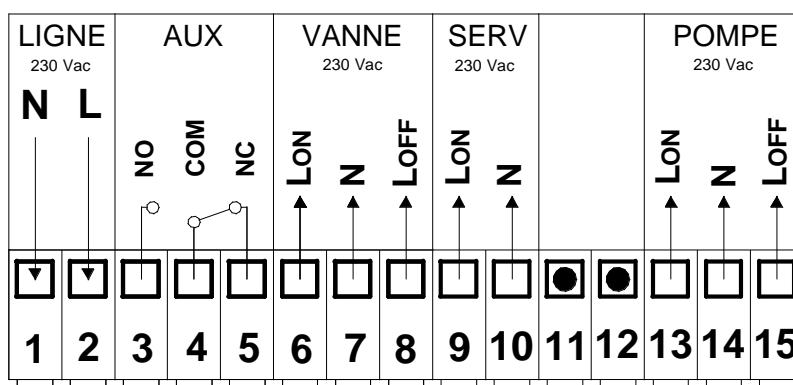 LIGNE AUX VANNE SERV POMPE
230 Vac 230 Vac 230 Vac 230 Vac
N L
NO COM NC LON N LOFF LON N LON N LOFF
1 2 3 4 5 6 7 8 9 10 11 12 13 14 15